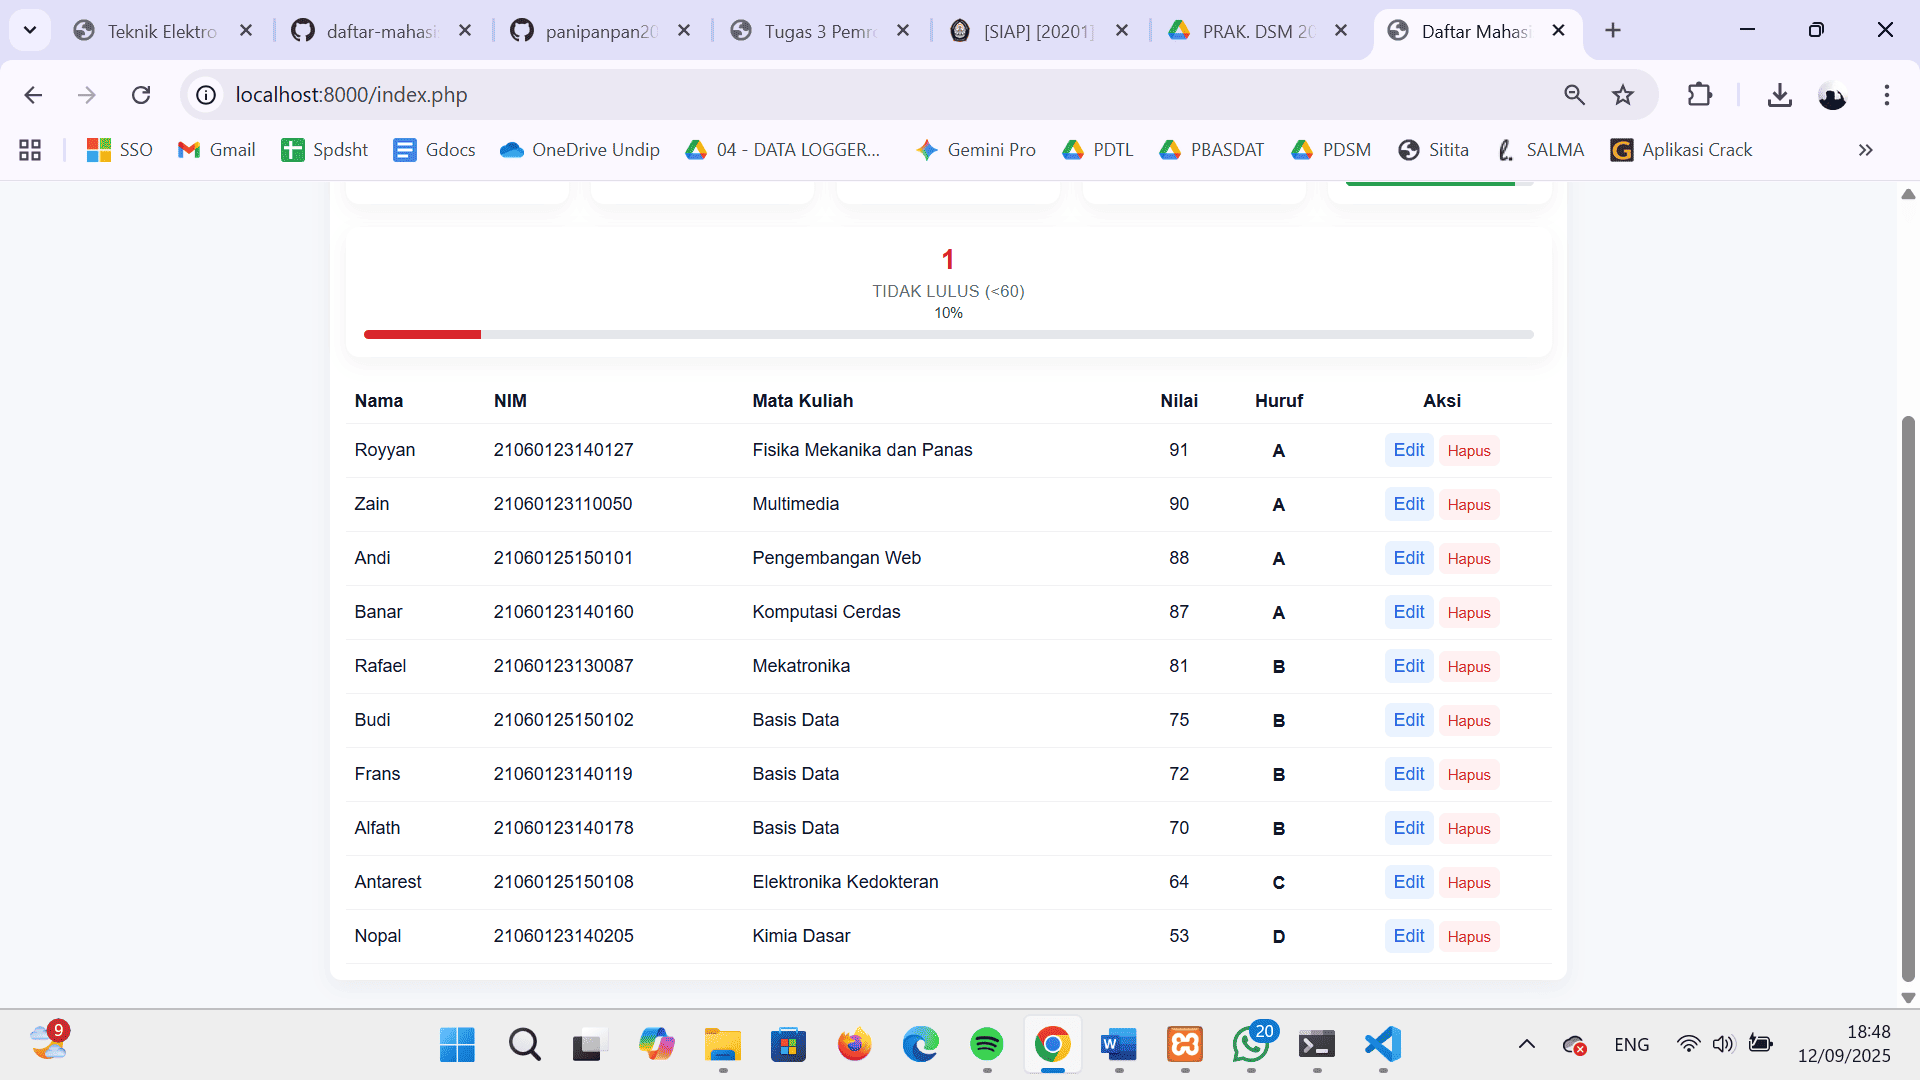 Teknik Elektro
daftar-mahasis
panipanpan20
Tugas 3 Pemro
[SIAP] [20201]
PRAK. DSM 20
Daftar Mahasi
localhost:8000/index.php
SSO
Gmail
Spdsht
Gdocs
OneDrive Undip
04 - DATA LOGGER...
Gemini Pro
PDTL
PBASDAT
PDSM
Sitita
SALMA
Aplikasi Crack
1
TIDAK LULUS (<60)
10%
Nama NIM Mata Kuliah Nilai Huruf Aksi
Royyan 21060123140127 Fisika Mekanika dan Panas 91 A Edit Hapus
Zain 21060123110050 Multimedia 90 A Edit Hapus
Andi 21060125150101 Pengembangan Web 88 A Edit Hapus
Banar 21060123140160 Komputasi Cerdas 87 A Edit Hapus
Rafael 21060123130087 Mekatronika 81 B Edit Hapus
Budi 21060125150102 Basis Data 75 B Edit Hapus
Frans 21060123140119 Basis Data 72 B Edit Hapus
Alfath 21060123140178 Basis Data 70 B Edit Hapus
Antarest 21060125150108 Elektronika Kedokteran 64 C Edit Hapus
Nopal 21060123140205 Kimia Dasar 53 D Edit Hapus
9
20
ENG
18:48
12/09/2025